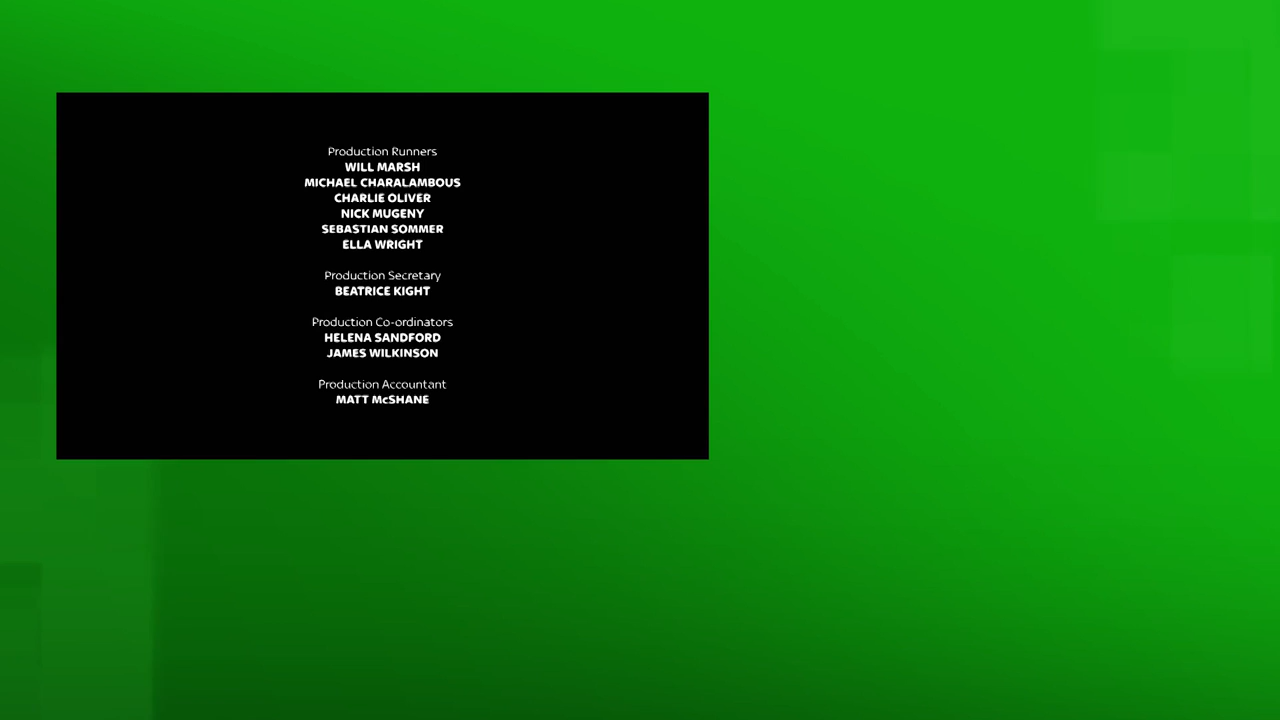 Production Runners
WILL MARSH
MICHAEL CHARALAMBOUS
CHARLIE OLIVER
NICK MUGENY
SEBASTIAN SOMMER
ELLA WRIGHT
Production Secretary
BEATRICE KIGHT
Production Co-ordinators
HELENA SANDFORD
JAMES WILKINSON
Production Accountant
MATT McSHANE